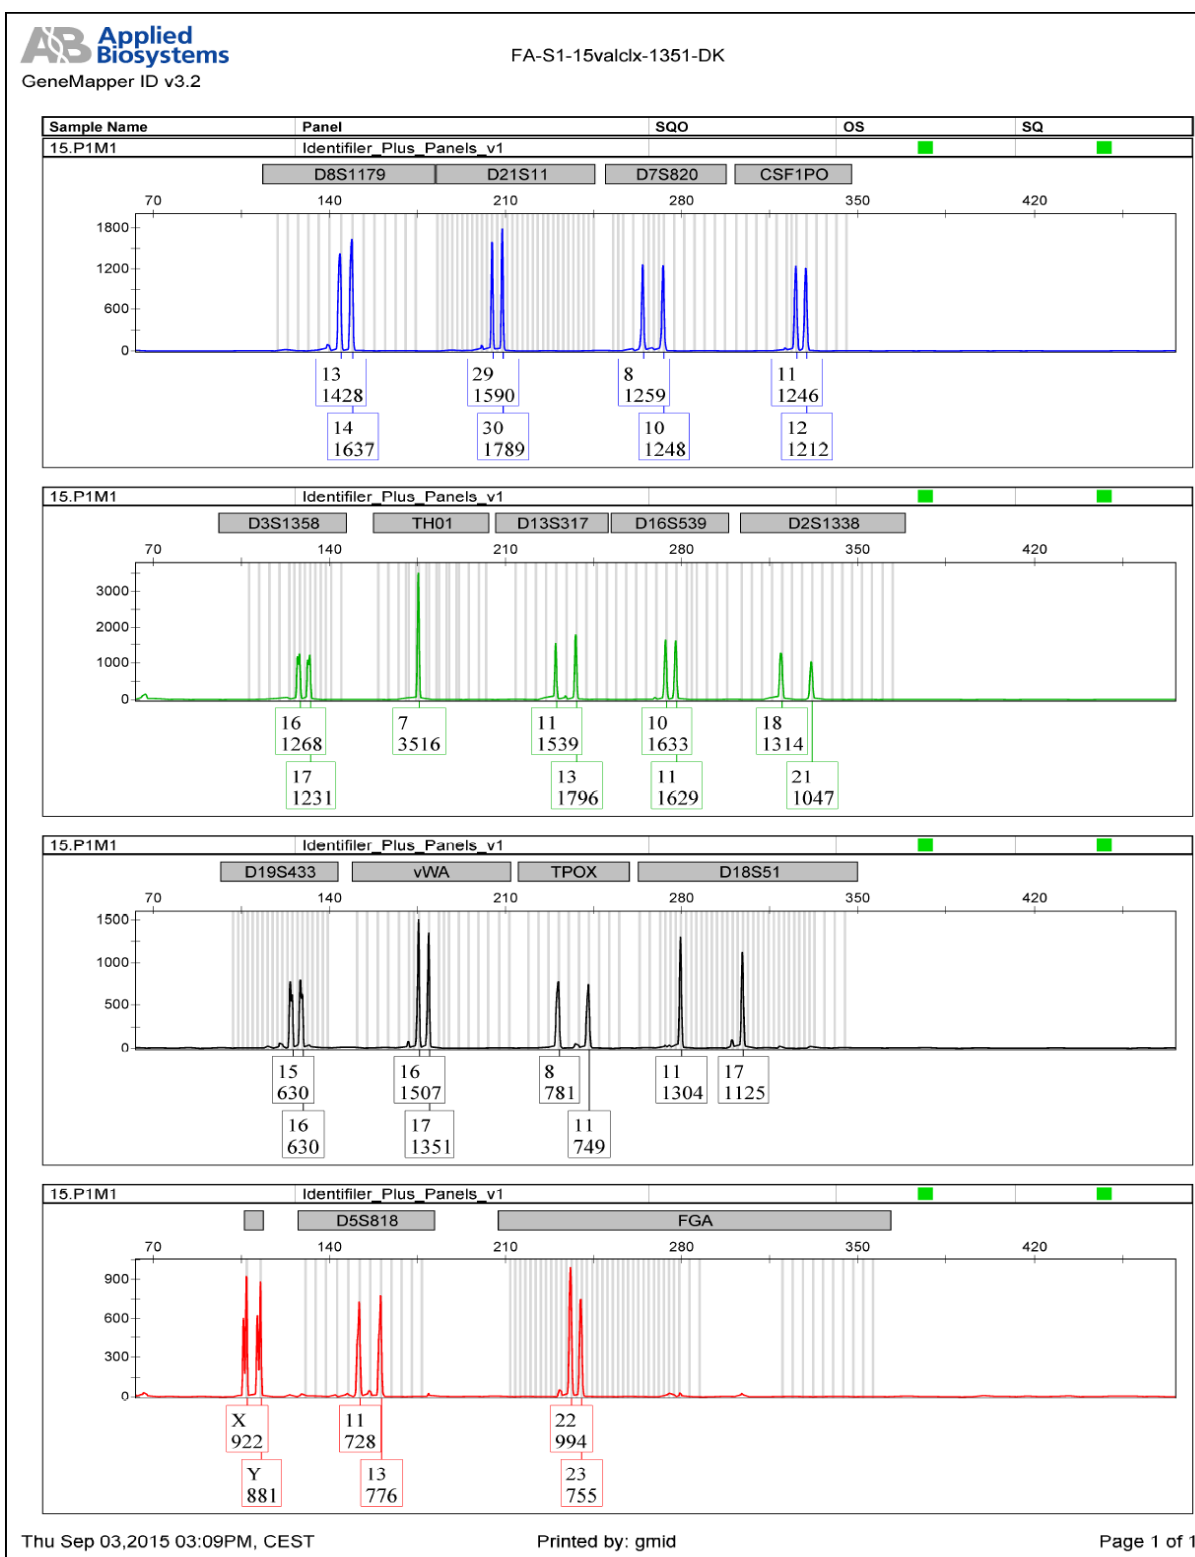 AB Applied
Biosystems
GeneMapper ID v3.2
FA-S1-15valclx-1351-DK
Sample Name Panel SQO OS SQ
15.P1M1 Identifiler_Plus_Panels_v1
D8S1179 D21S11 D7S820 CSF1PO
70 140 210 280 350 420
1800
1200
600
0
13 29 8 11
1428 1590 1259 1246
14 30 10 12
1637 1789 1248 1212
15.P1M1 Identifiler_Plus_Panels_v1
D3S1358 TH01 D13S317 D16S539 D2S1338
70 140 210 280 350 420
3000
2000
1000
0
16 7 11 10 18
1268 3516 1539 1633 1314
17 13 11 21
1231 1796 1629 1047
15.P1M1 Identifiler_Plus_Panels_v1
D19S433 vWA TPOX D18S51
70 140 210 280 350 420
1500
1000
500
0
15 16 8 11 17
630 1507 781 1304 1125
16 17 11
630 1351 749
15.P1M1 Identifiler_Plus_Panels_v1
D5S818 FGA
70 140 210 280 350 420
900
600
300
0
X 11 22
922 728 994
Y 13 23
881 776 755
Thu Sep 03,2015 03:09PM, CEST Printed by: gmid Page 1 of 1